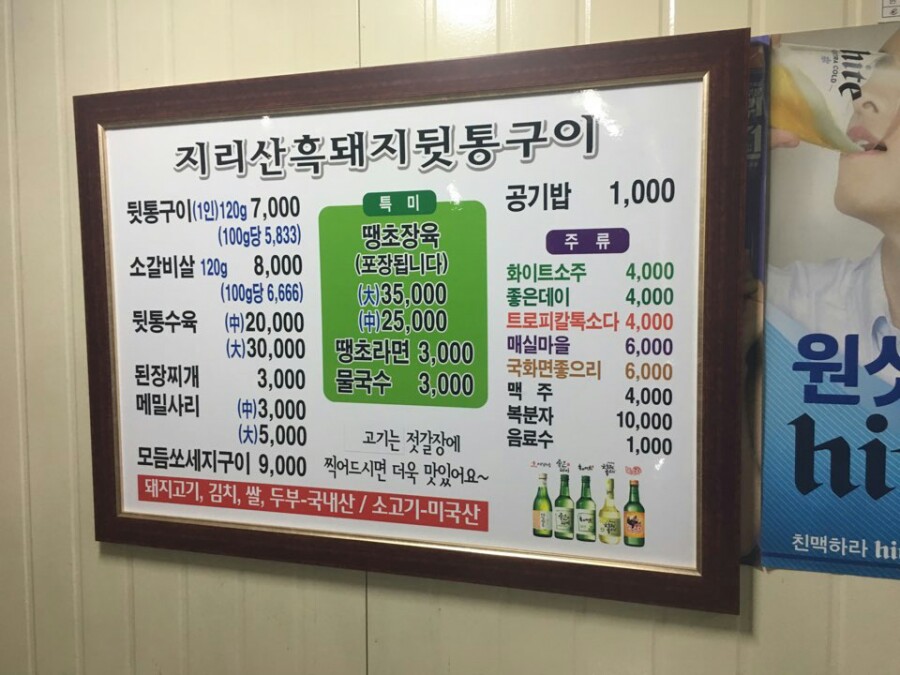 지리산흑돼지뒷통구이
뒷통구이(1인)120g 7,000
(100g당 5,833)
소갈비살 120g 8,000
(100g당 6,666)
뒷통수육 (中)20,000
(大)30,000
된장찌개 3,000
메밀사리 (中)3,000
(大)5,000
모듬쏘세지구이 9,000
돼지고기, 김치, 쌀, 두부-국내산 / 소고기-미국산
특 미
땡초장육
(포장됩니다)
(大)35,000
(中)25,000
땡초라면 3,000
물국수 3,000
고기는 젓갈장에
찍어드시면 더욱 맛있어요~
공기밥 1,000
주 류
화이트소주 4,000
좋은데이 4,000
트로피칼톡소다 4,000
매실마을 6,000
국화면좋으리 6,000
맥 주 4,000
복분자 10,000
음료수 1,000
hite
원샷
hi
친맥하라 hi